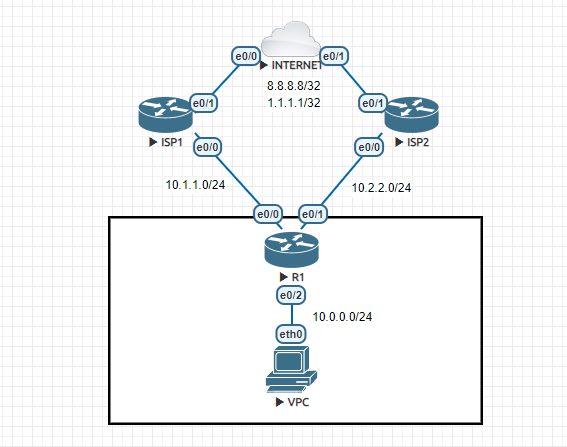 e0/0
e0/1
INTERNET
8.8.8.8/32
1.1.1.1/32
e0/1
e0/1
ISP1
ISP2
e0/0
e0/0
10.1.1.0/24
10.2.2.0/24
e0/0
e0/1
R1
e0/2
10.0.0.0/24
eth0
VPC